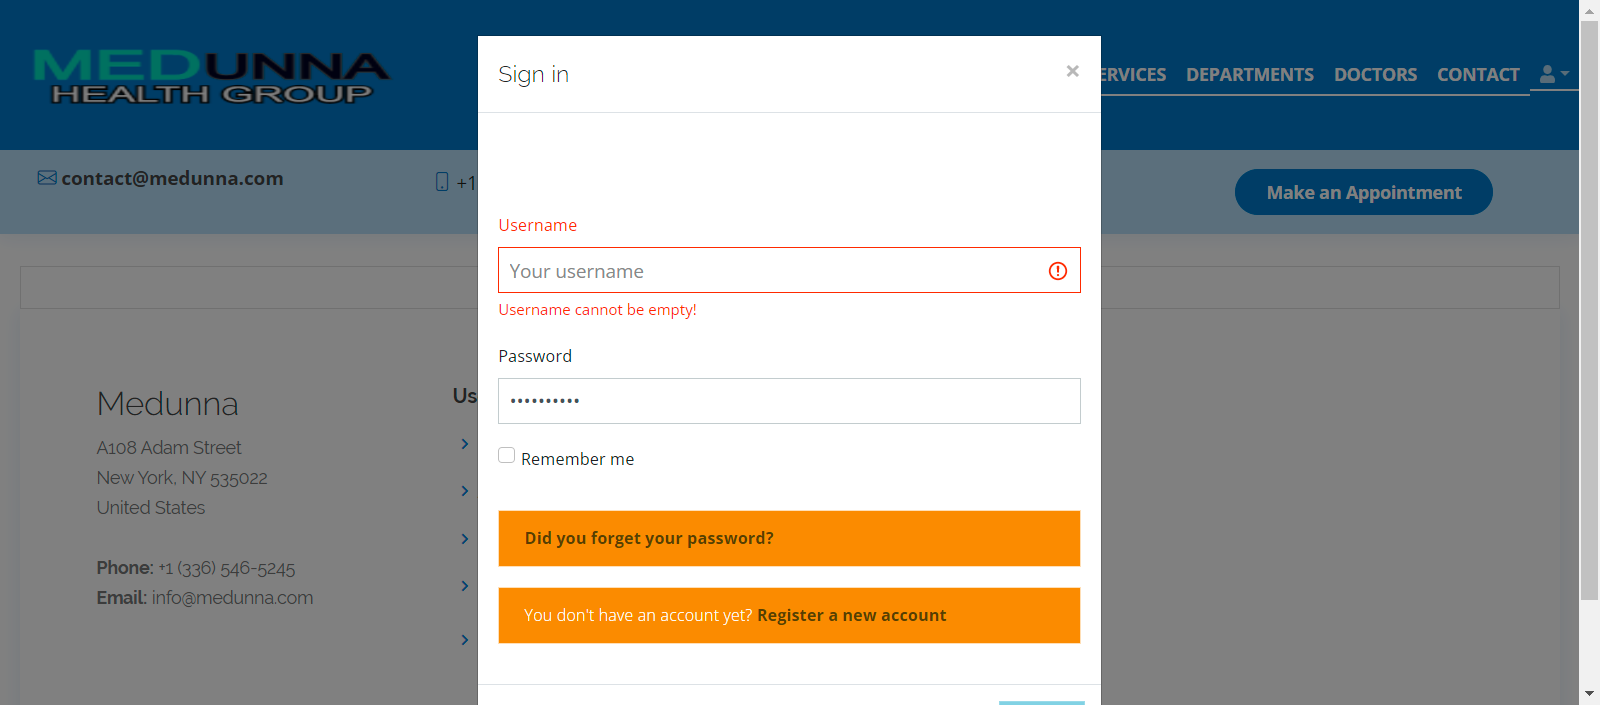 MEDUNNA
HEALTH GROUP
ERVICES DEPARTMENTS DOCTORS CONTACT
contact@medunna.com
+1
Make an Appointment
Sign in
×
Username
Your username
Username cannot be empty!
Password
••••••••••
Remember me
Did you forget your password?
You don't have an account yet? Register a new account
Medunna
A108 Adam Street
New York, NY 535022
United States
Phone: +1 (336) 546-5245
Email: info@medunna.com
Us